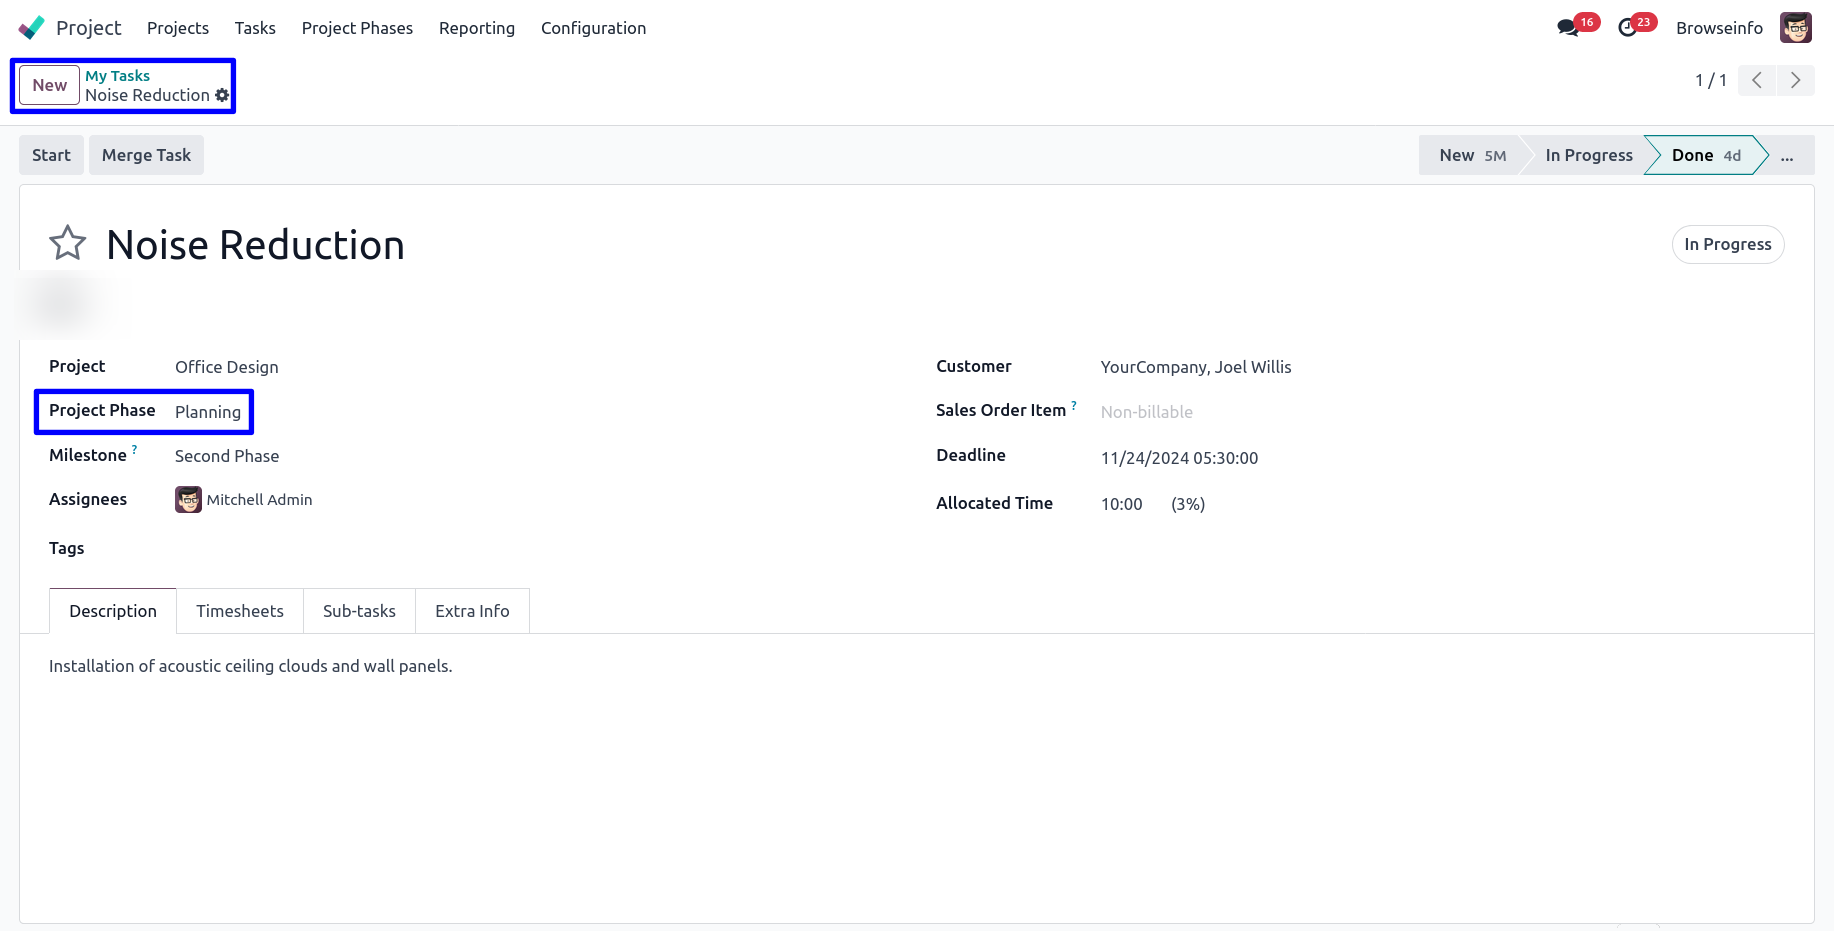 Project Projects Tasks Project Phases Reporting Configuration 16 23 Browseinfo
New My Tasks
Noise Reduction
1 / 1
Start Merge Task New 5M In Progress Done 4d ...
Noise Reduction In Progress
Project Office Design Customer YourCompany, Joel Willis
Project Phase Planning Sales Order Item ? Non-billable
Milestone ? Second Phase Deadline 11/24/2024 05:30:00
Assignees Mitchell Admin Allocated Time 10:00 (3%)
Tags
Description Timesheets Sub-tasks Extra Info
Installation of acoustic ceiling clouds and wall panels.